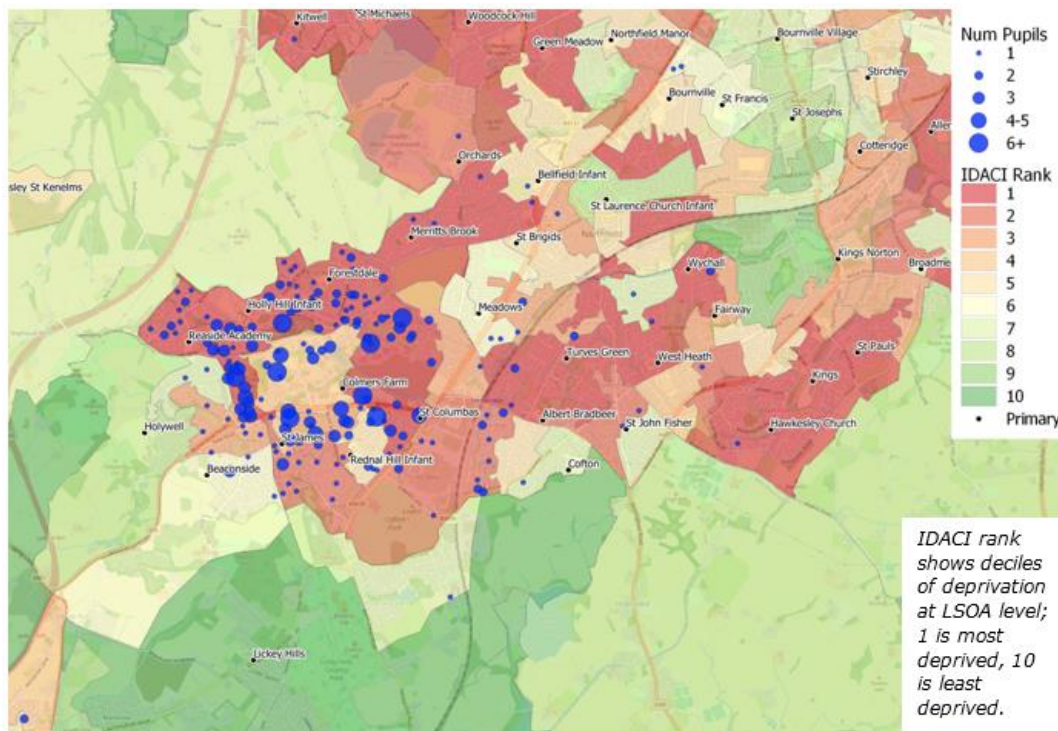 Kitwell
St Michaels
Woodcock Hill
Green Meadow
Northfield Manor
Bournville Village
Stirchley
Bournville
St Francis
St Josephs
Allen
Cotteridge
Orchards
Bellfield Infant
sley St Kenelms
St Laurence Church Infant
Merritts Brook
St Brigids
Kings Norton
Broadme
Wychall
Forestdale
Holly Hill Infant
Meadows
Fairway
Reaside Academy
Turves Green
West Heath
St Pauls
Colmers Farm
Kings
St Columbas
Albert Bradbeer
St John Fisher
Hawkesley Church
Holywell
St James
Rednal Hill Infant
Beaconside
Cofton
Lickey Hills
Num Pupils
1
2
3
4-5
6+
IDACI Rank
1
2
3
4
5
6
7
8
9
10
Primary
IDACI rank
shows deciles
of deprivation
at LSOA level;
1 is most
deprived, 10
is least
deprived.